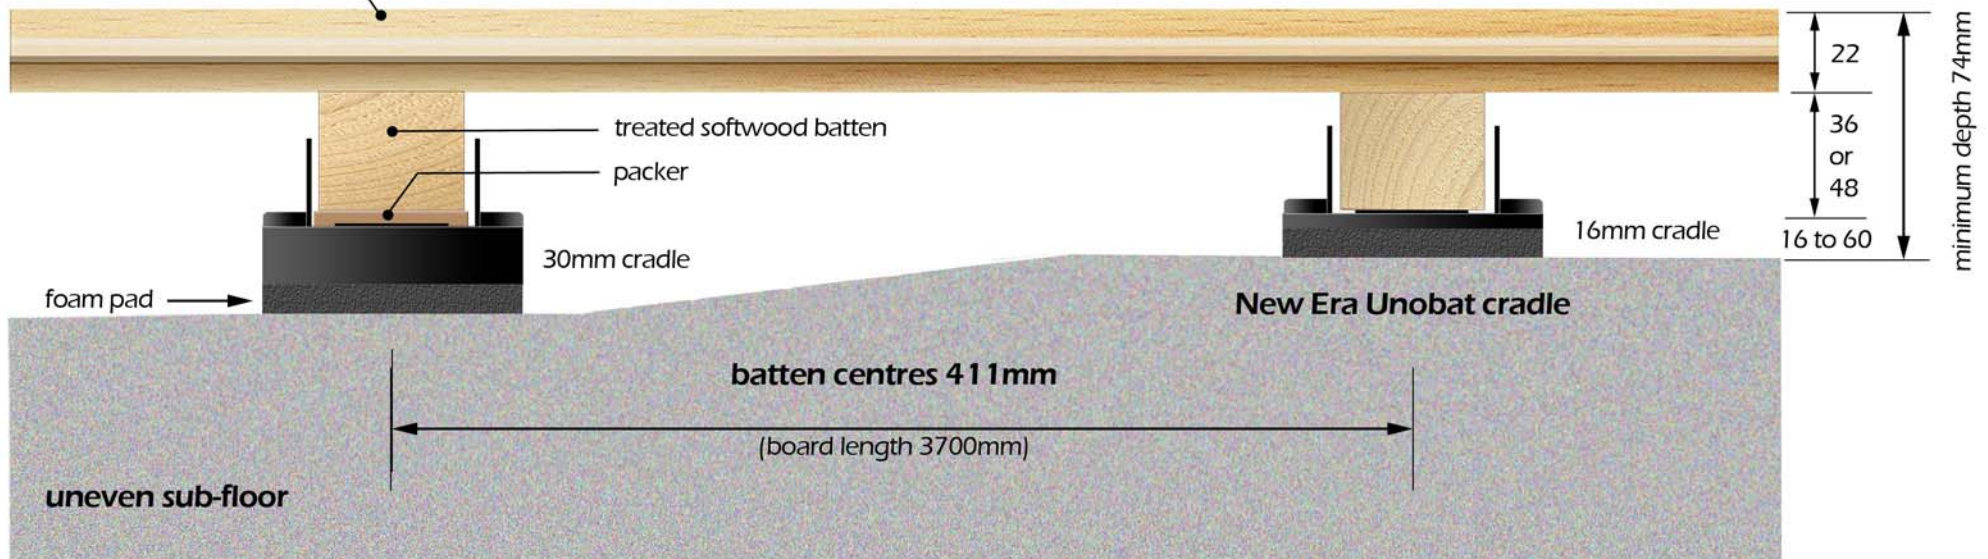 22
minimum depth 74mm
treated softwood batten
36
or
48
packer
16mm cradle
16 to 60
30mm cradle
foam pad
New Era Unobat cradle
batten centres 411mm
(board length 3700mm)
uneven sub-floor